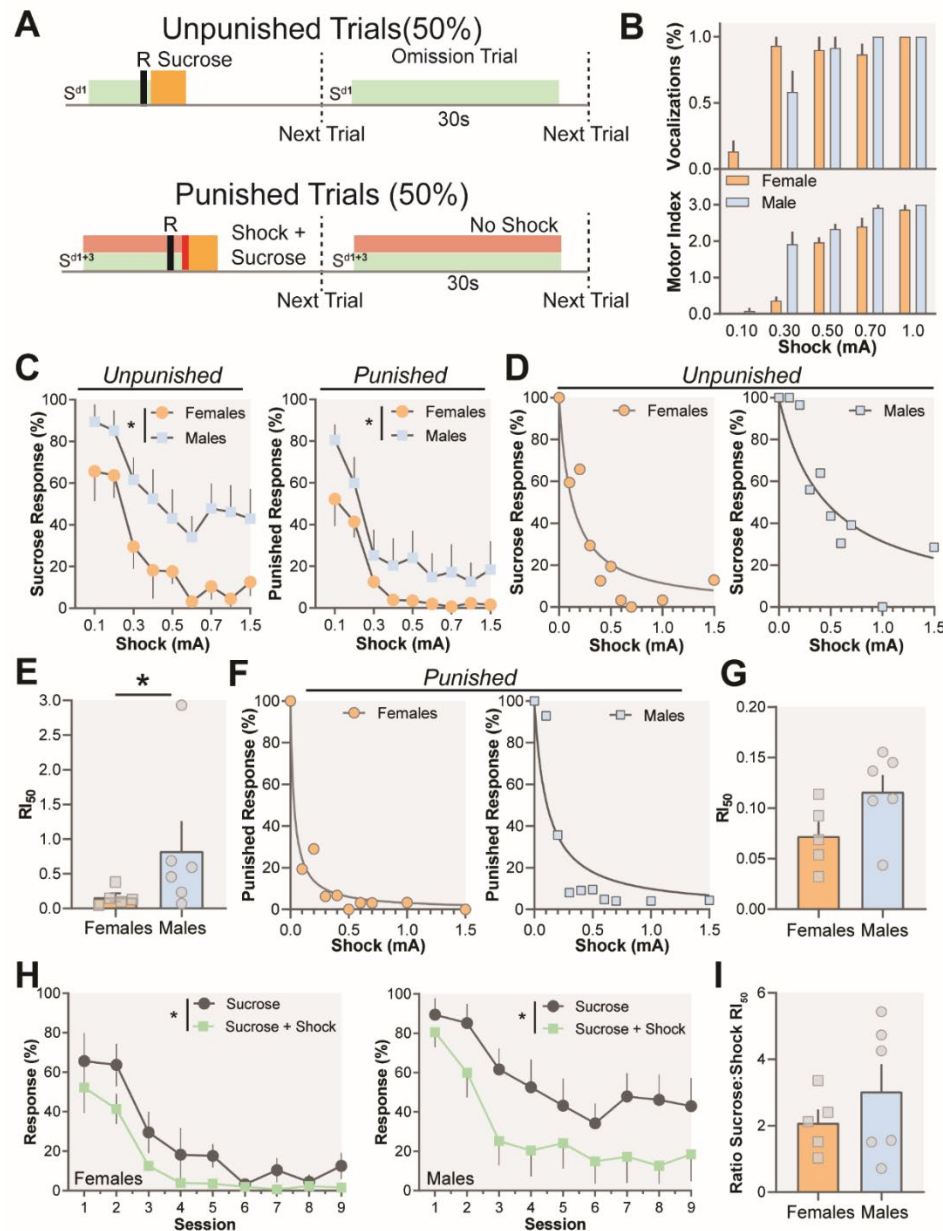 A
Unpunished Trials(50%)
R Sucrose
Omission Trial
Sd1
Sd1
30s
Next Trial
Next Trial
Punished Trials (50%)
R
Shock +
Sucrose
No Shock
Sd1+3
Sd1+3
30s
Next Trial
Next Trial
B
Vocalizations (%)
1.0
0.5
0.0
Female
Male
Motor Index
3.0
2.0
1.0
0.0
0.10 0.30 0.50 0.70 1.0
Shock (mA)
C
Unpunished
Sucrose Response (%)
100
80
60
40
20
0
* Females
Males
0.1 0.3 0.5 0.7 1.5
Shock (mA)
Punished
Punished Response (%)
100
80
60
40
20
0
* Females
Males
0.1 0.3 0.5 0.7 1.5
Shock (mA)
D
Unpunished
Sucrose Response (%)
100
80
60
40
20
0
Females
0.0 0.5 1.0 1.5
Shock (mA)
Sucrose Response (%)
100
80
60
40
20
0
Males
0.0 0.5 1.0 1.5
Shock (mA)
E
*
RI50
3.0
2.5
2.0
1.5
1.0
0.5
0.0
Females Males
F
Punished
Punished Response (%)
100
80
60
40
20
0
Females
0.0 0.5 1.0 1.5
Shock (mA)
Punished Response (%)
100
80
60
40
20
0
Males
0.0 0.5 1.0 1.5
Shock (mA)
G
RI50
0.20
0.15
0.10
0.05
0.00
Females Males
H
Response (%)
100
80
60
40
20
0
* Sucrose
Sucrose + Shock
Females
1 2 3 4 5 6 7 8 9
Session
Response (%)
100
80
60
40
20
0
* Sucrose
Sucrose + Shock
Males
1 2 3 4 5 6 7 8 9
Session
I
Ratio Sucrose:Shock RI50
6
4
2
0
Females Males